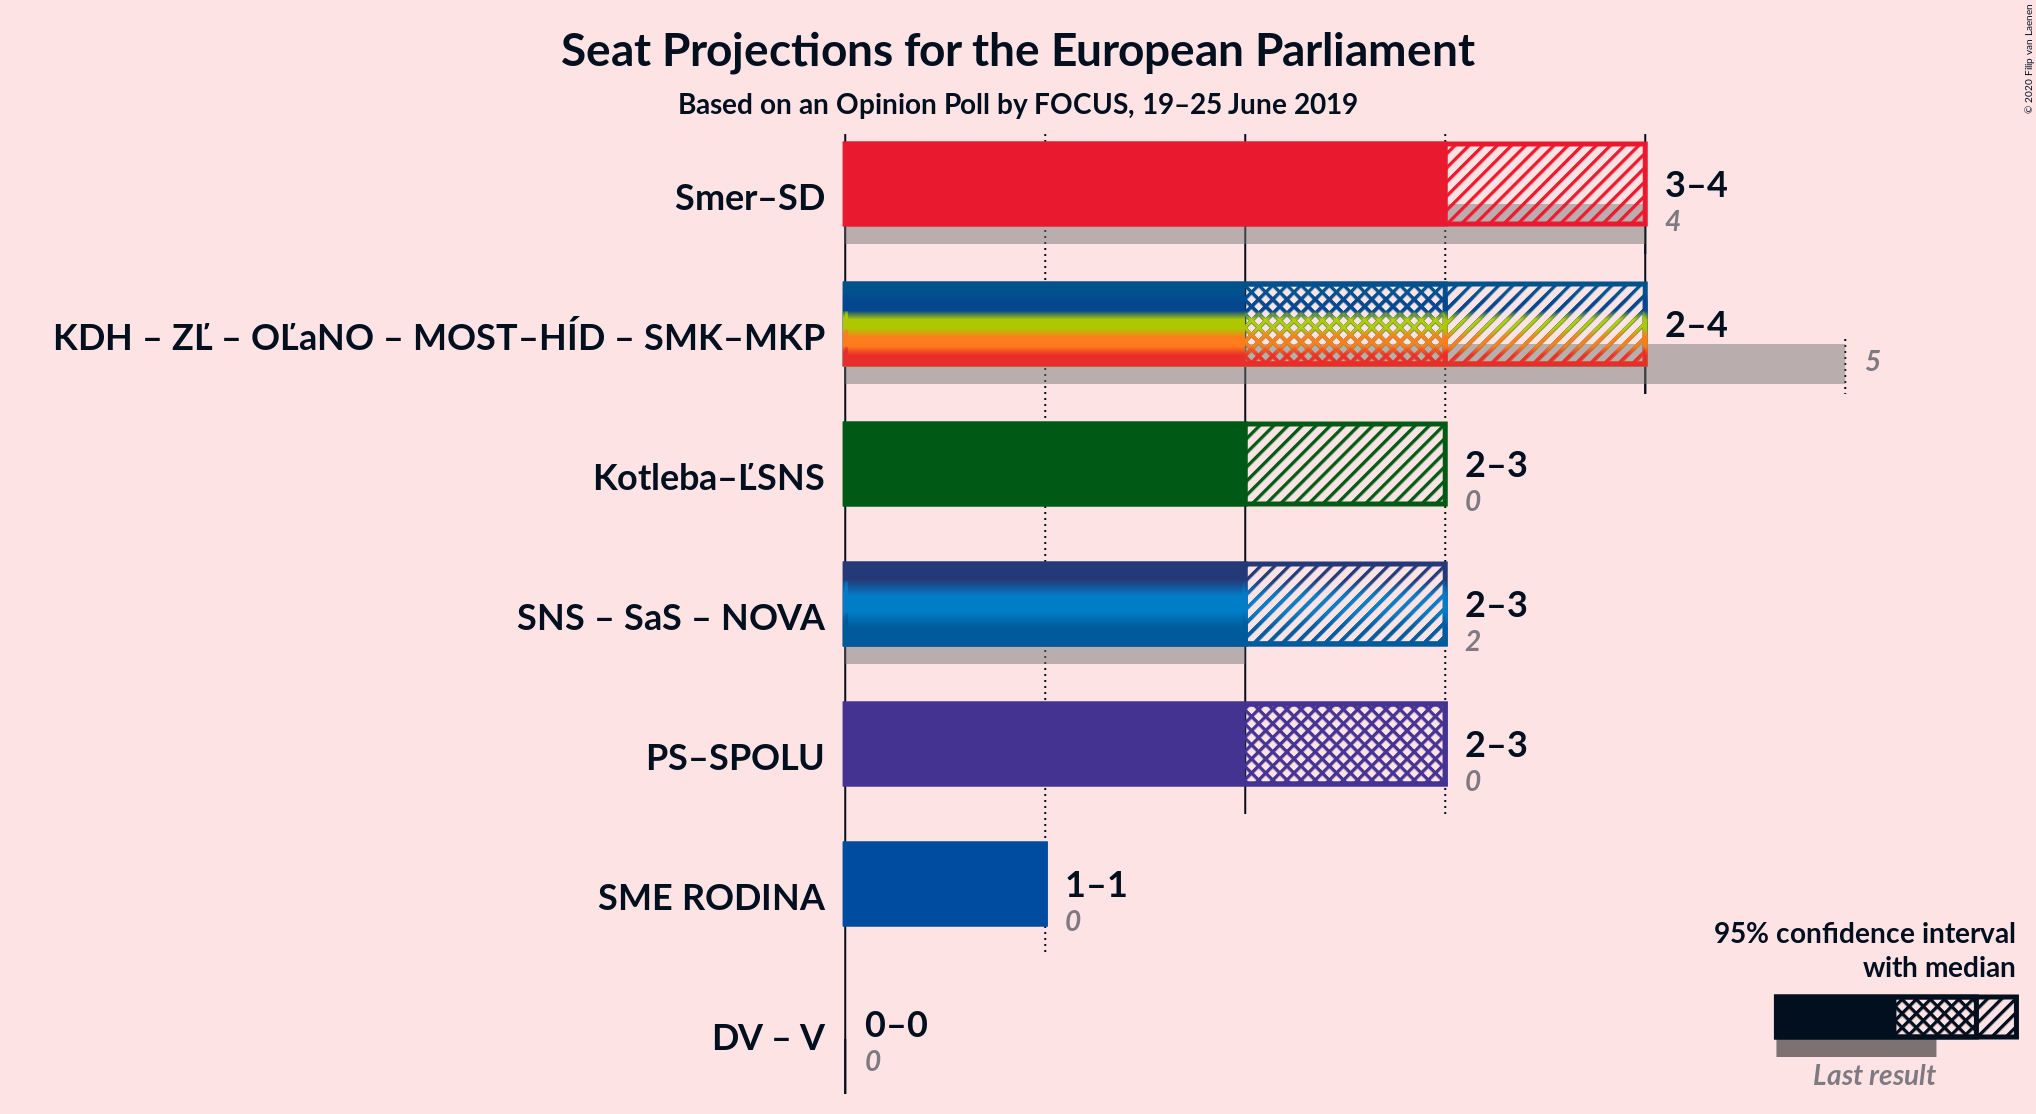 Seat Projections for the European Parliament
Based on an Opinion Poll by FOCUS, 19–25 June 2019
© 2020 Filip van Laenen
Smer–SD
3–4
4
KDH – ZĽ – OĽaNO – MOST–HÍD – SMK–MKP
2–4
5
Kotleba–ĽSNS
2–3
0
SNS – SaS – NOVA
2–3
2
PS–SPOLU
2–3
0
SME RODINA
1–1
0
DV – V
0–0
0
95% confidence interval
with median
Last result